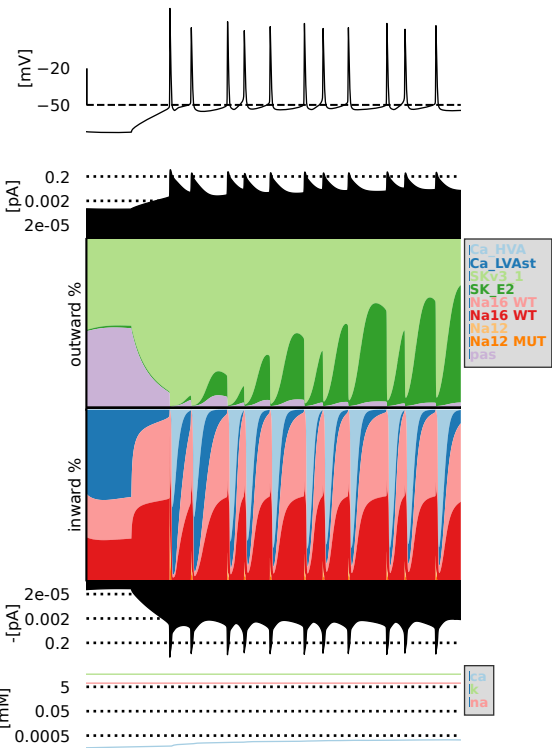 [mV]
−20
−50
[pA]
0.2
0.002
2e-05
outward %
Ca_HVA
Ca_LVAst
SKv3_1
SK_E2
Na16 WT
Na16 WT
Na12
Na12 MUT
pas
inward %
-[pA]
2e-05
0.002
0.2
[mM]
5
0.05
0.0005
ca
k
na